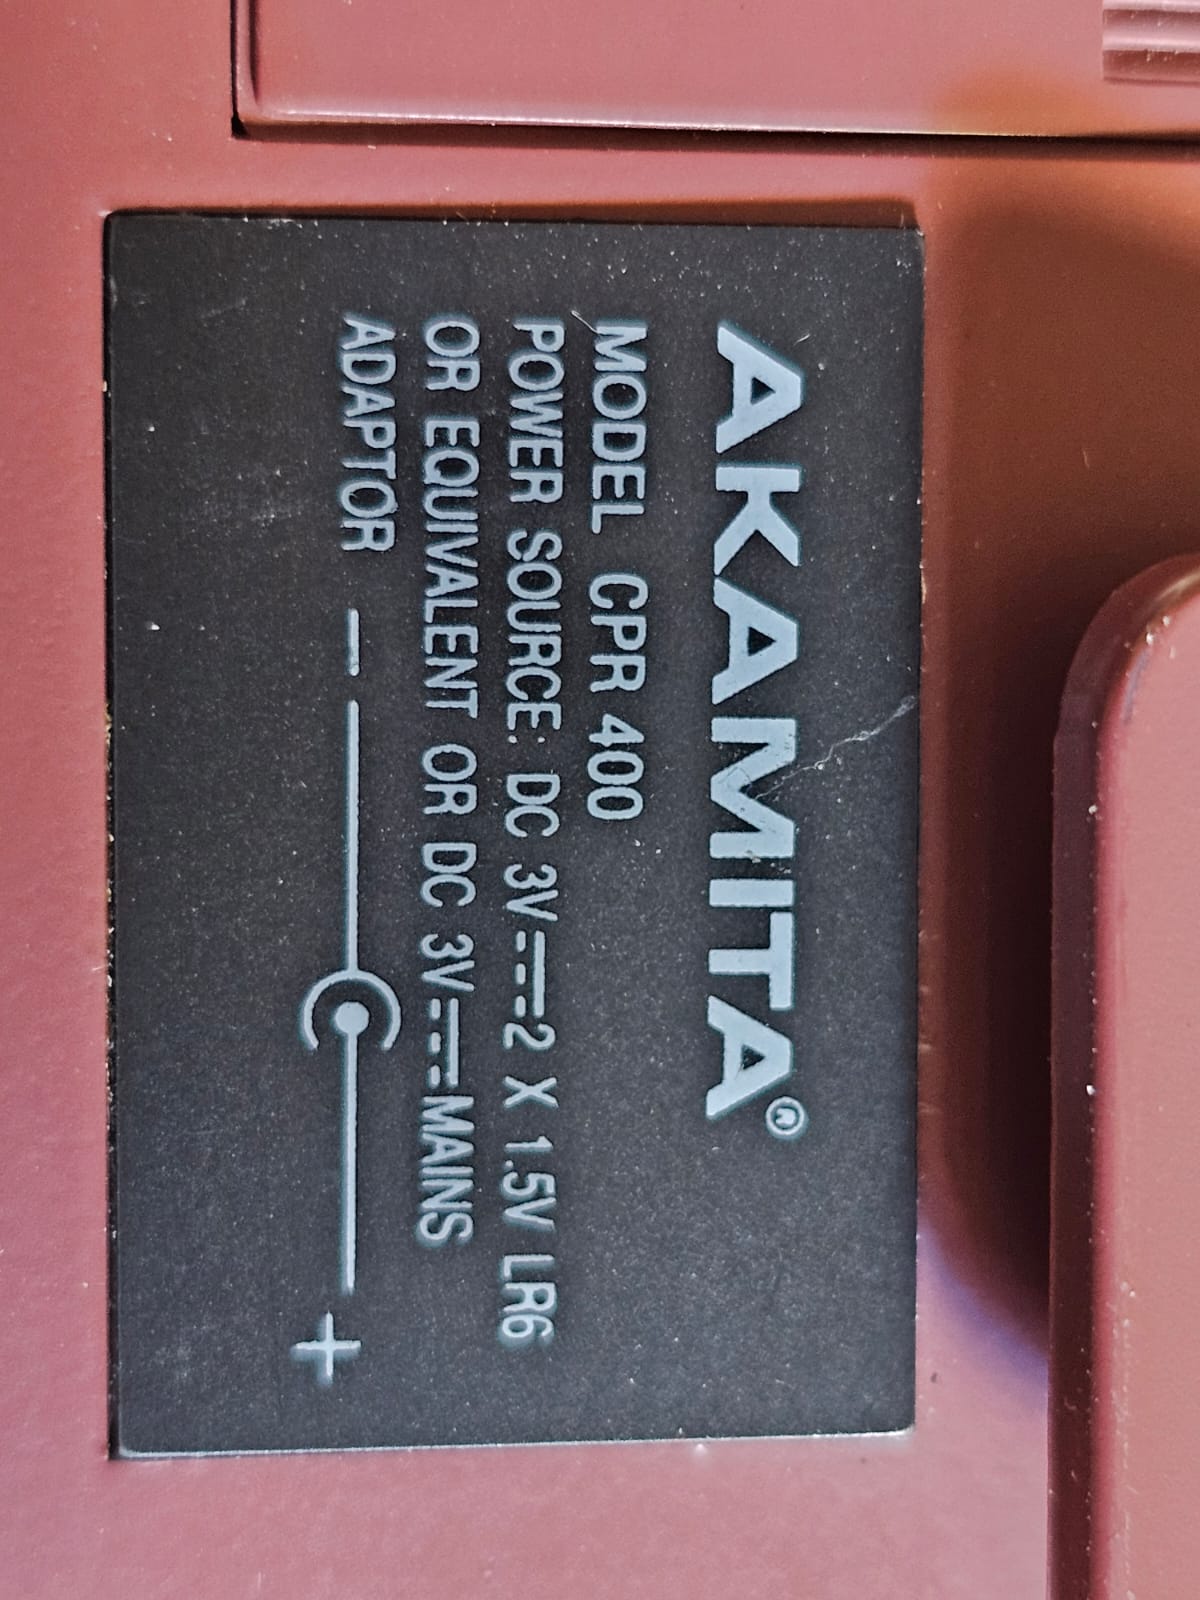 AKAMITA®
MODEL CPR 400
POWER SOURCE: DC 3V⎓2 X 1.5V LR6
OR EQUIVALENT OR DC 3V⎓MAINS
ADAPTOR - +